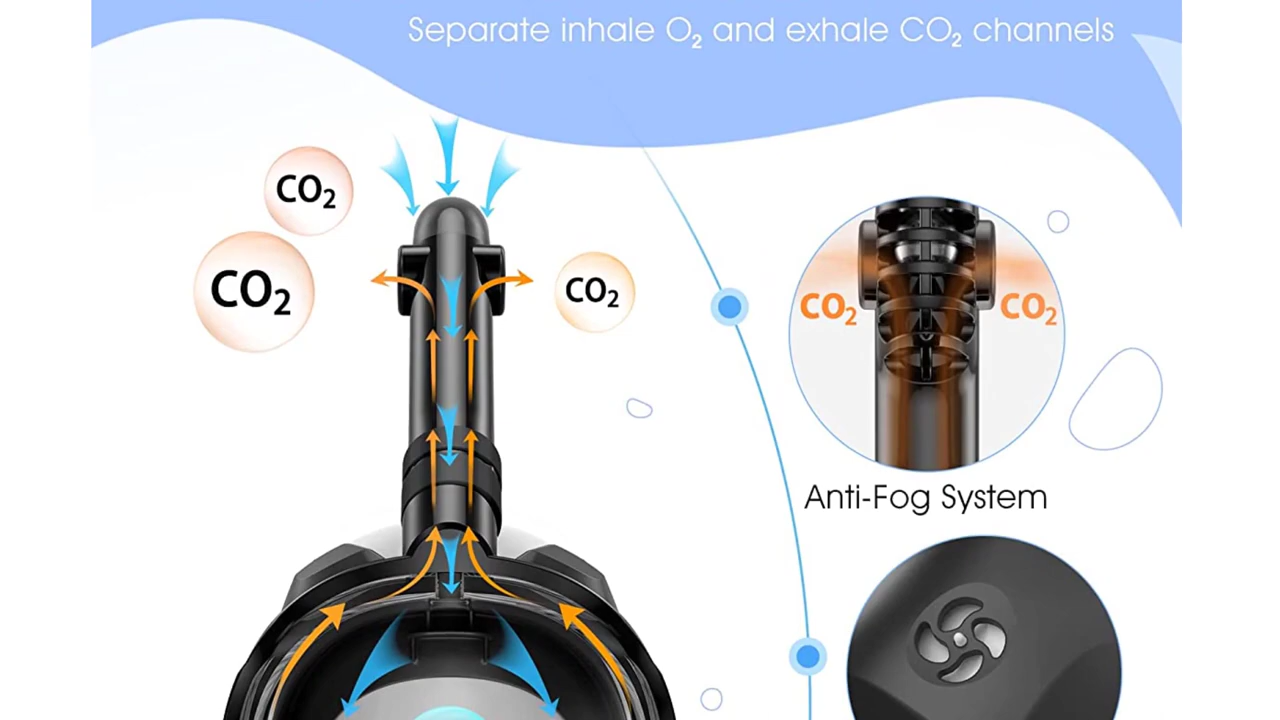 Separate inhale O₂ and exhale CO₂ channels
CO₂
CO₂
CO₂
CO₂
CO₂
Anti-Fog System